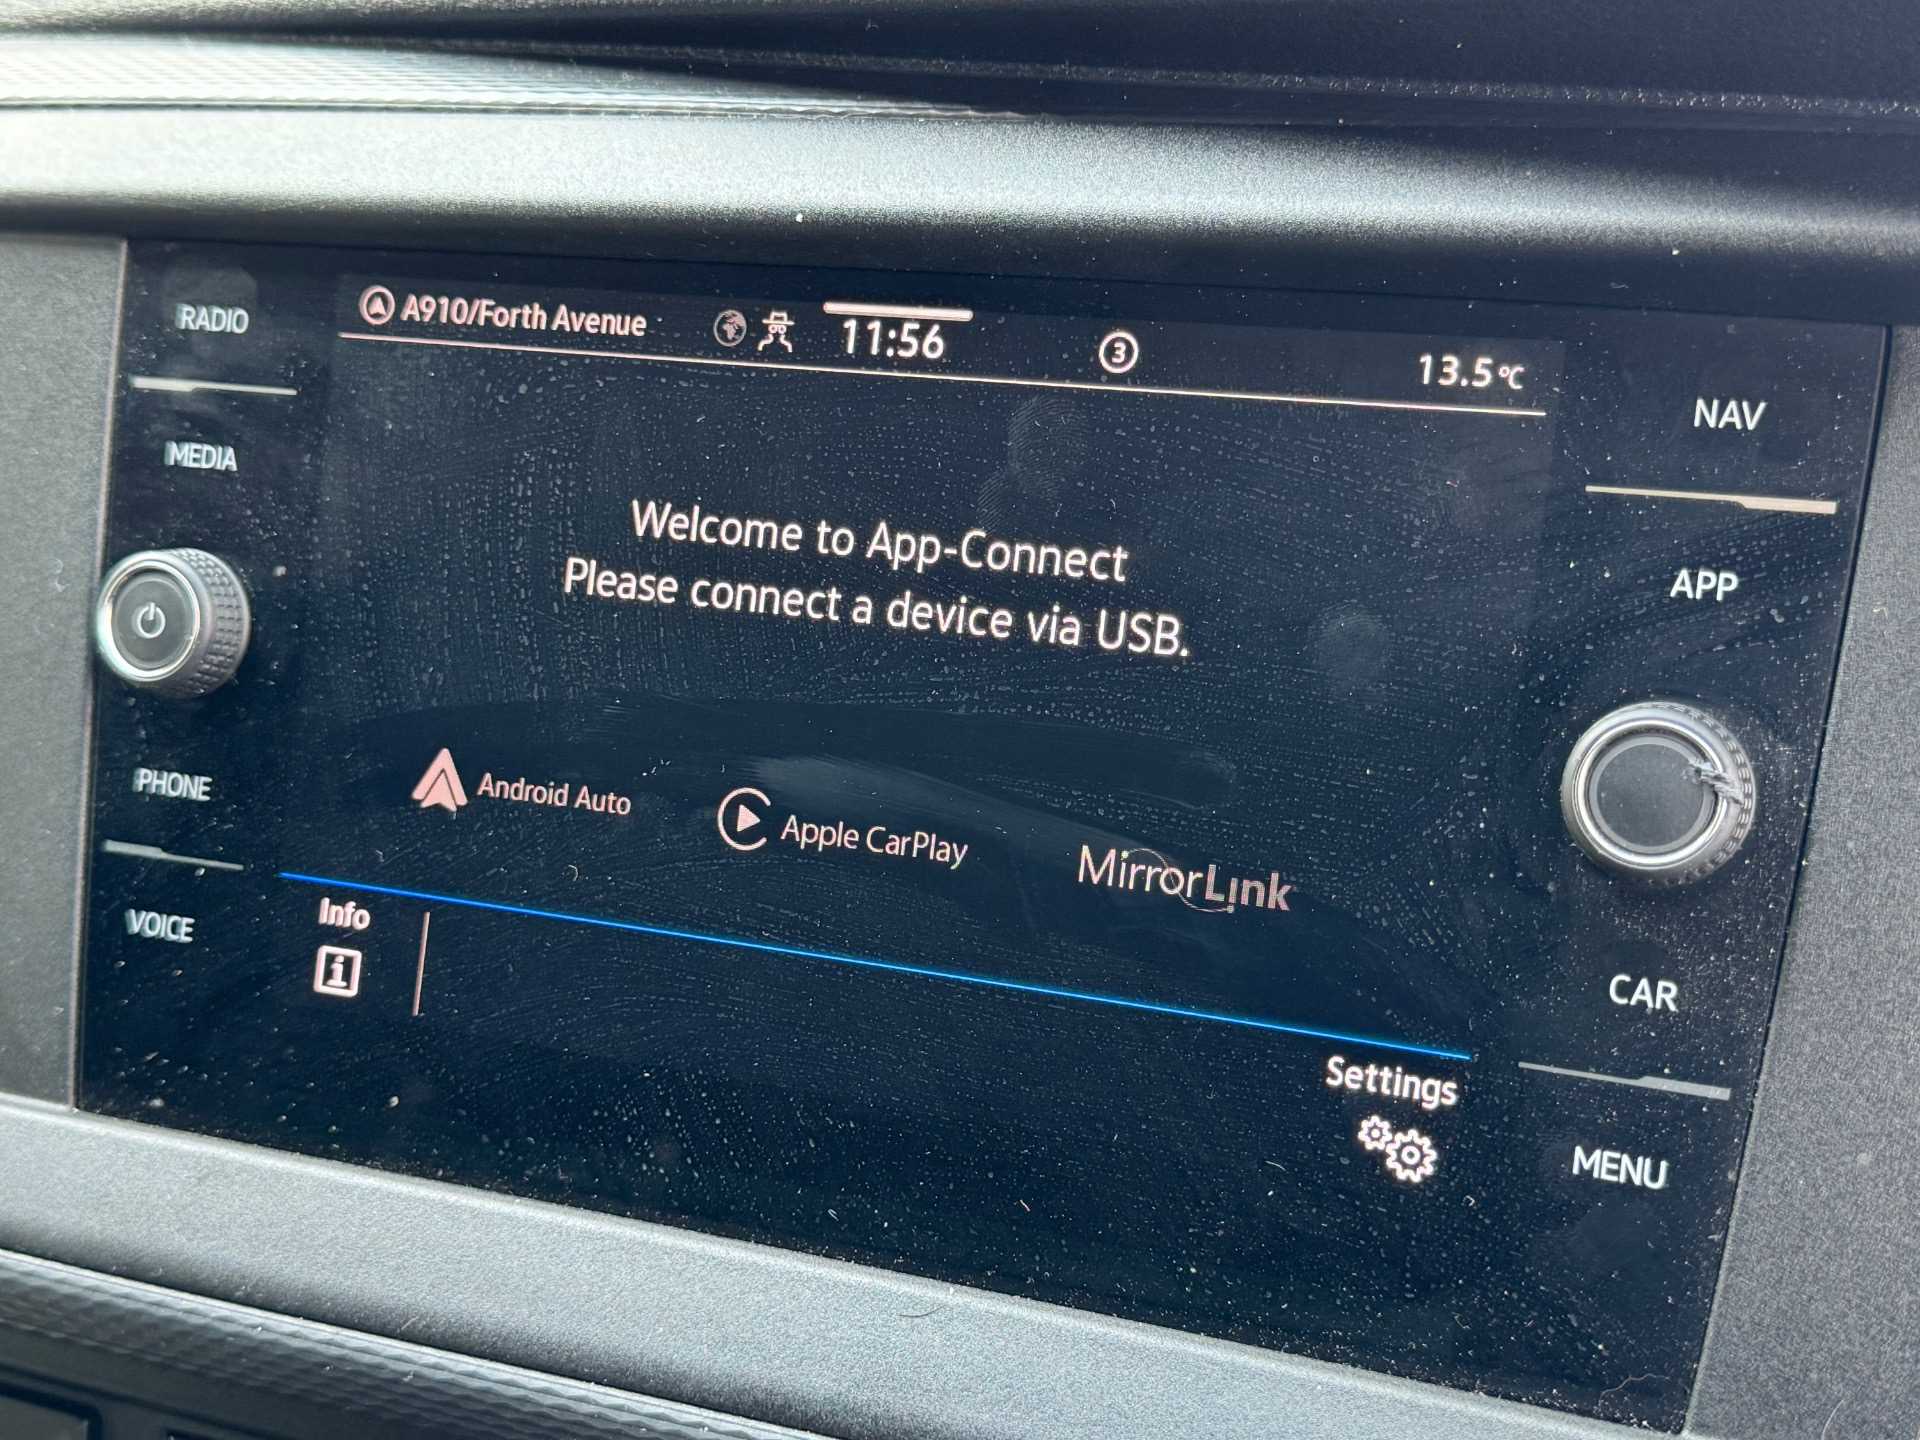 RADIO
MEDIA
PHONE
VOICE
A910/Forth Avenue
11:56
3
13.5°C
Welcome to App-Connect
Please connect a device via USB.
Android Auto
Apple CarPlay
MirrorLink
Info
i
Settings
NAV
APP
CAR
MENU